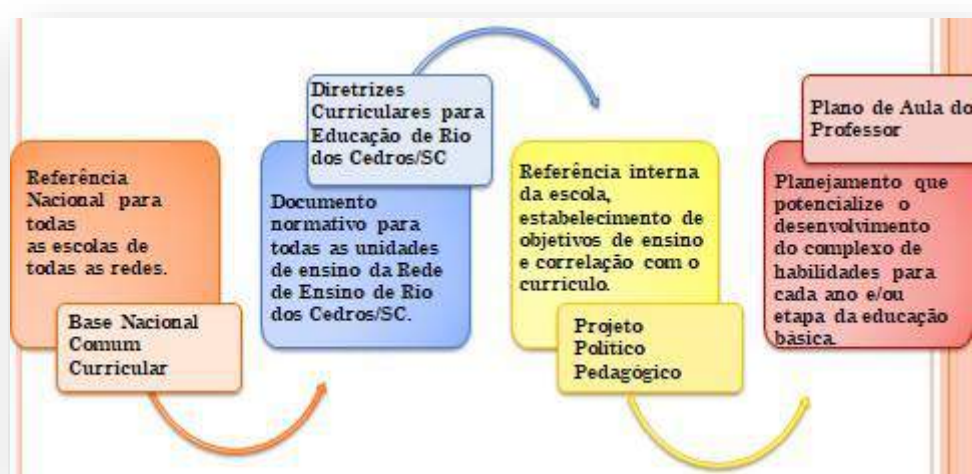 Referência
Nacional para
todas
as escolas de
todas as redes.
Base Nacional
Comum
Curricular
Diretrizes
Curriculares para
Educação de Rio
dos Cedros/SC
Documento
normativo para
todas as unidades
de ensino da Rede
de Ensino de Rio
dos Cedros/SC.
Referência interna
da escola,
estabelecimento de
objetivos de ensino
e correlação com o
currículo.
Projeto
Político
Pedagógico
Plano de Aula do
Professor
Planejamento que
potencialize o
desenvolvimento
do complexo de
habilidades para
cada ano e/ou
etapa da educação
básica.